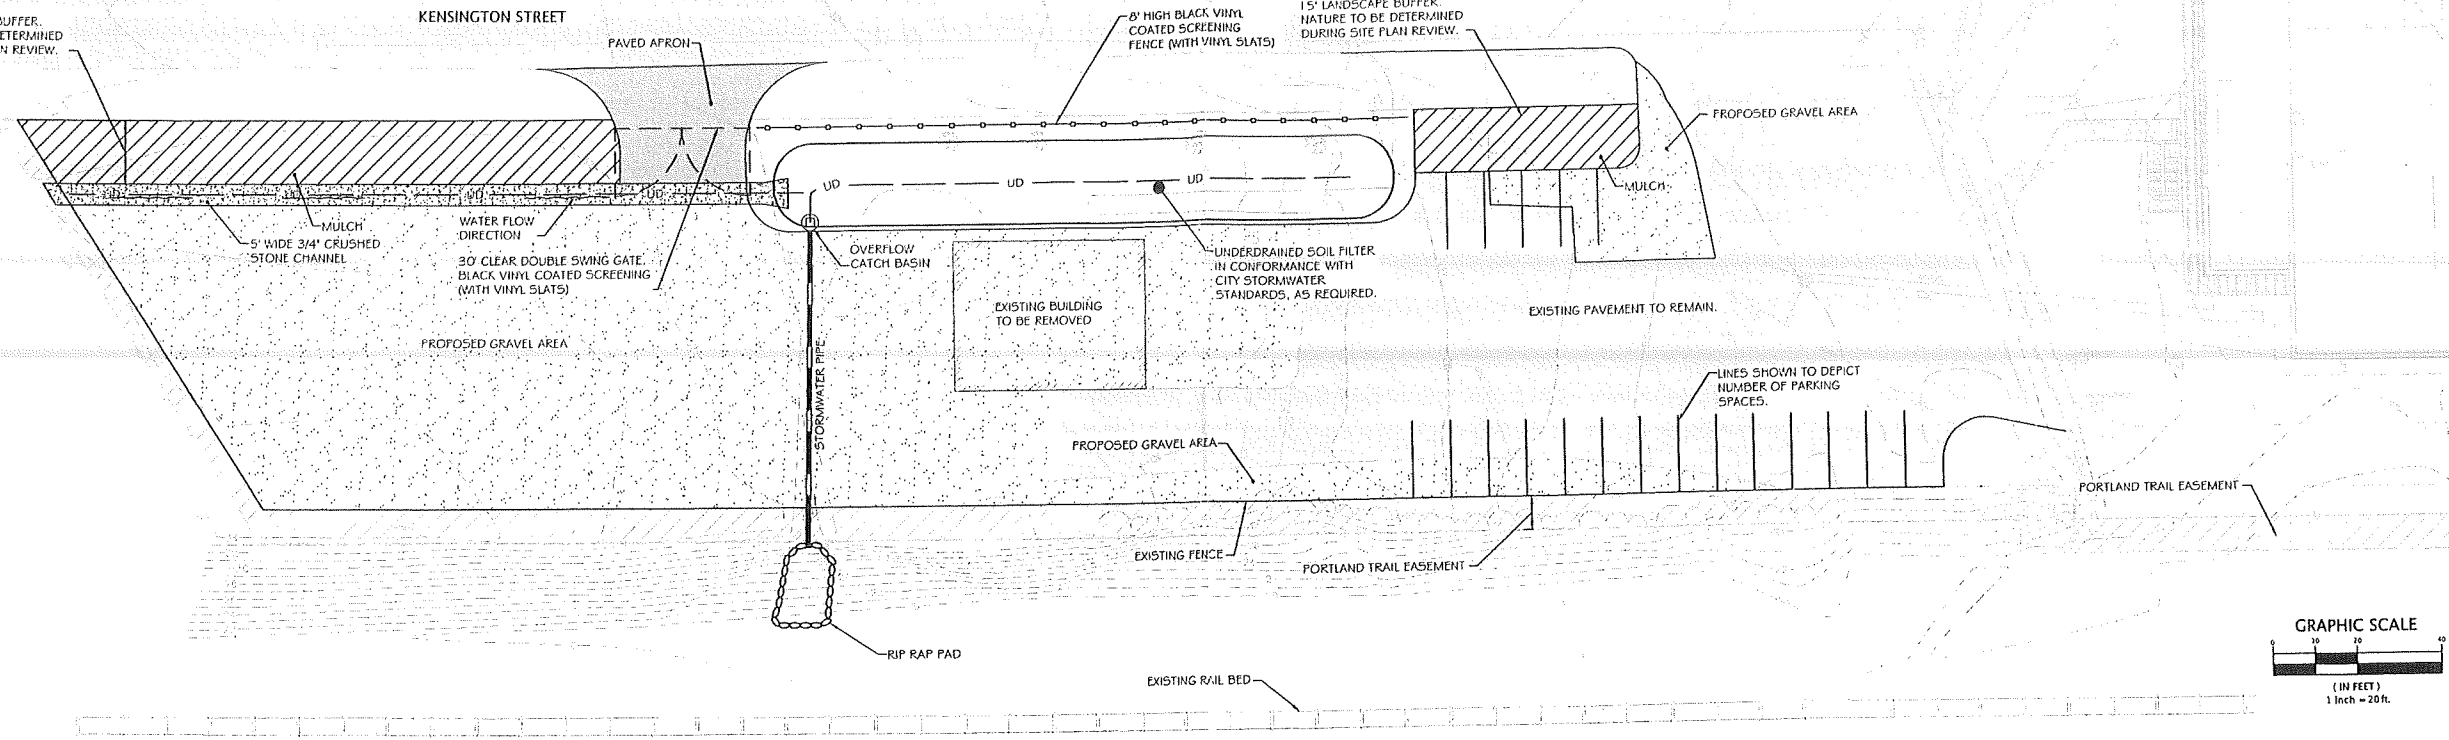 BUFFER.
ETERMINED
N REVIEW.
KENSINGTON STREET
PAVED APRON
8' HIGH BLACK VINYL
COATED SCREENING
FENCE (WITH VINYL SLATS)
15' LANDSCAPE BUFFER.
NATURE TO BE DETERMINED
DURING SITE PLAN REVIEW.
PROPOSED GRAVEL AREA
MULCH
UD
UD
UD
UD
UD
UD
UD
MULCH
5' WIDE 3/4" CRUSHED
STONE CHANNEL
WATER FLOW
DIRECTION
30' CLEAR DOUBLE SWING GATE.
BLACK VINYL COATED SCREENING
(WITH VINYL SLATS)
OVERFLOW
CATCH BASIN
UNDERDRAINED SOIL FILTER
IN CONFORMANCE WITH
CITY STORMWATER
STANDARDS, AS REQUIRED.
EXISTING BUILDING
TO BE REMOVED
EXISTING PAVEMENT TO REMAIN.
PROPOSED GRAVEL AREA
STORMWATER PIPE
LINES SHOWN TO DEPICT
NUMBER OF PARKING
SPACES.
PROPOSED GRAVEL AREA
PORTLAND TRAIL EASEMENT
EXISTING FENCE
PORTLAND TRAIL EASEMENT
RIP RAP PAD
EXISTING RAIL BED
GRAPHIC SCALE
0 10 20 40
( IN FEET )
1 inch = 20 ft.